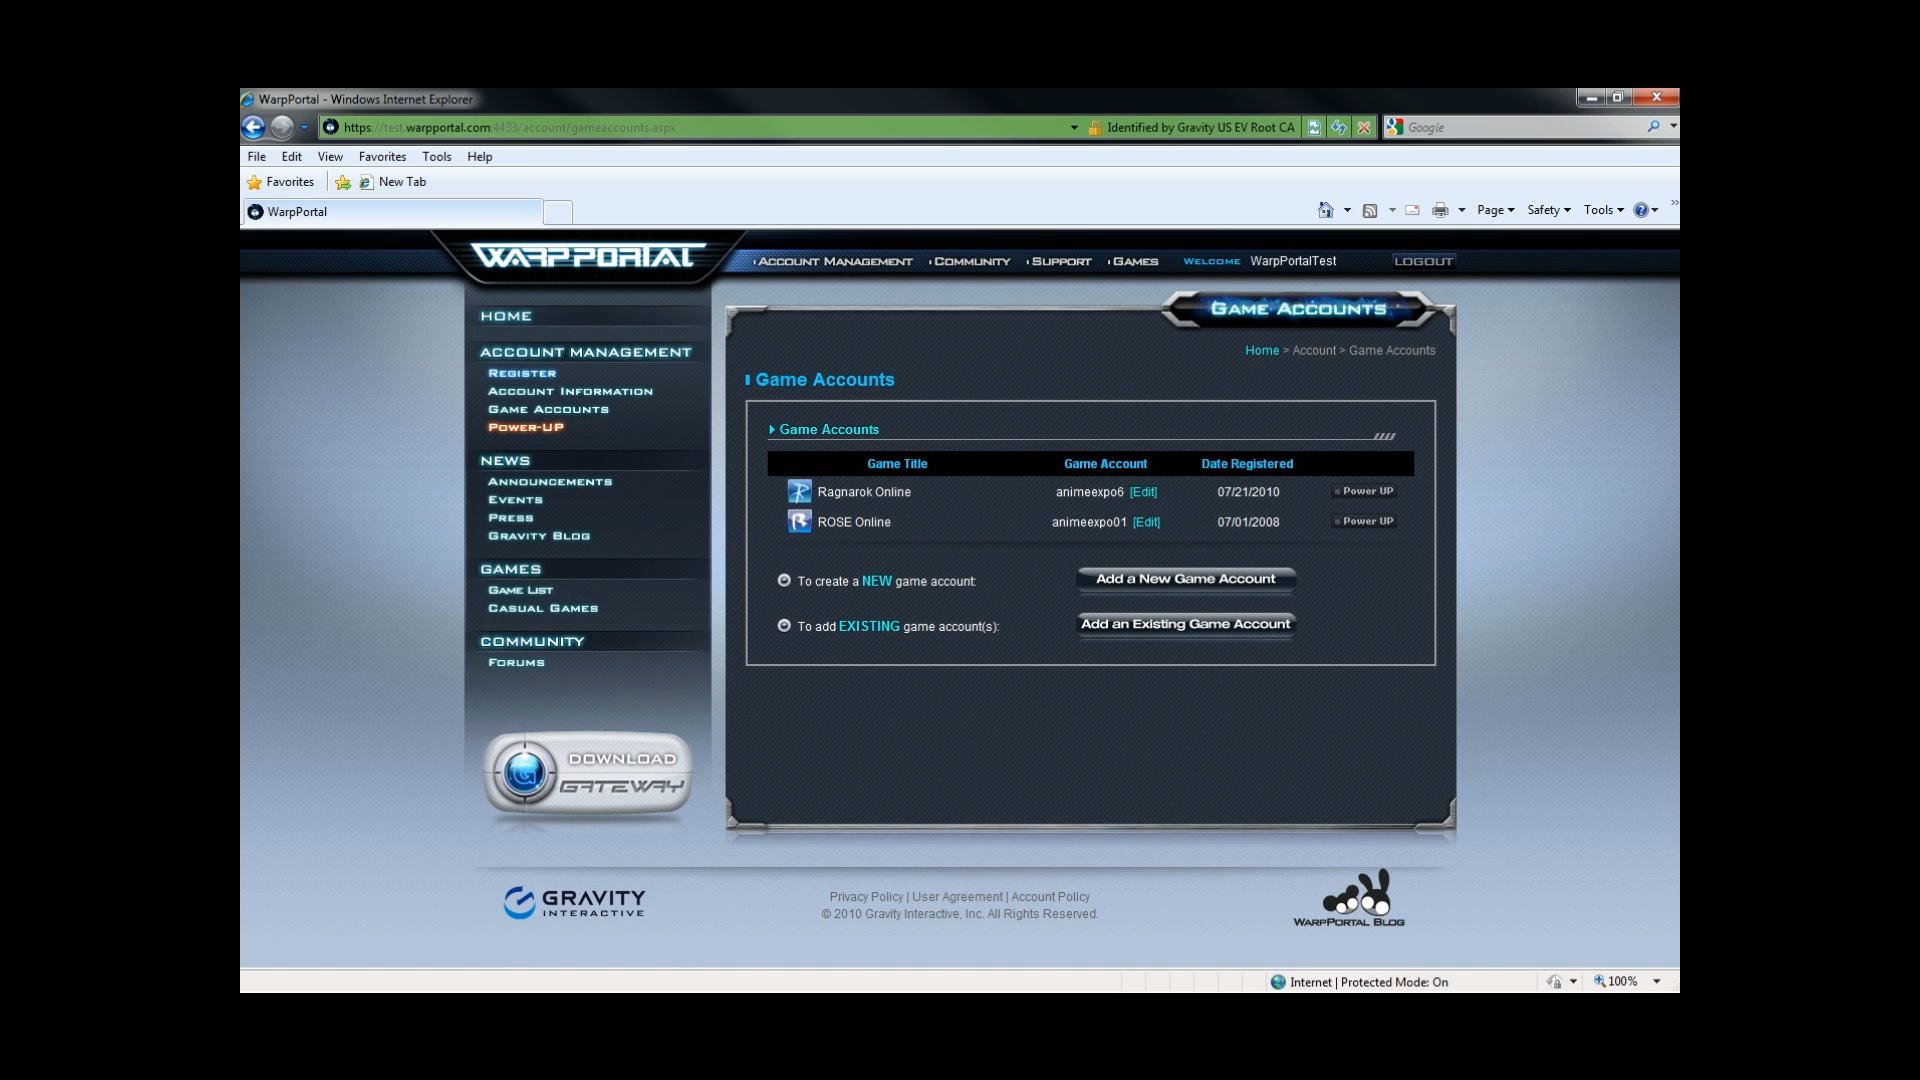 WarpPortal - Windows Internet Explorer
https://test.warpportal.com:4433/account/gameaccounts.aspx
Identified by Gravity US EV Root CA
Google
File Edit View Favorites Tools Help
Favorites New Tab
WarpPortal
Page Safety Tools
WARPPORTAL
ACCOUNT MANAGEMENT COMMUNITY SUPPORT GAMES WELCOME WarpPortalTest LOGOUT
HOME
ACCOUNT MANAGEMENT
REGISTER
ACCOUNT INFORMATION
GAME ACCOUNTS
POWER-UP
NEWS
ANNOUNCEMENTS
EVENTS
PRESS
GRAVITY BLOG
GAMES
GAME LIST
CASUAL GAMES
COMMUNITY
FORUMS
DOWNLOAD
GATEWAY
GAME ACCOUNTS
Home > Account > Game Accounts
Game Accounts
Game Accounts
Game Title Game Account Date Registered
Ragnarok Online animeexpo6 [Edit] 07/21/2010 Power UP
ROSE Online animeexpo01 [Edit] 07/01/2008 Power UP
To create a NEW game account: Add a New Game Account
To add EXISTING game account(s): Add an Existing Game Account
GRAVITY
INTERACTIVE
Privacy Policy | User Agreement | Account Policy
© 2010 Gravity Interactive, Inc. All Rights Reserved.
WARPPORTAL BLOG
Internet | Protected Mode: On
100%